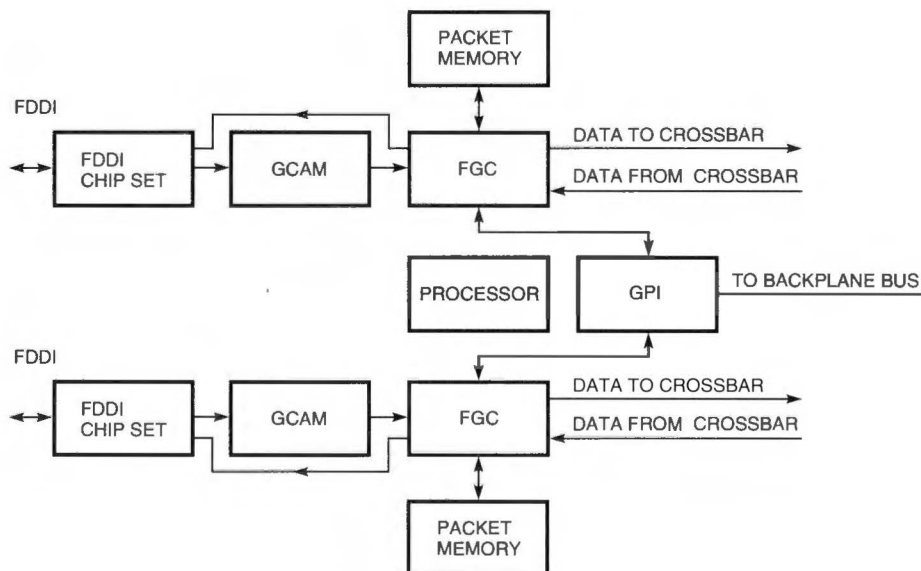 PACKET
MEMORY
FDDI
FDDI
CHIP SET
GCAM
FGC
DATA TO CROSSBAR
DATA FROM CROSSBAR
PROCESSOR
GPI
TO BACKPLANE BUS
FDDI
FDDI
CHIP SET
GCAM
FGC
DATA TO CROSSBAR
DATA FROM CROSSBAR
PACKET
MEMORY